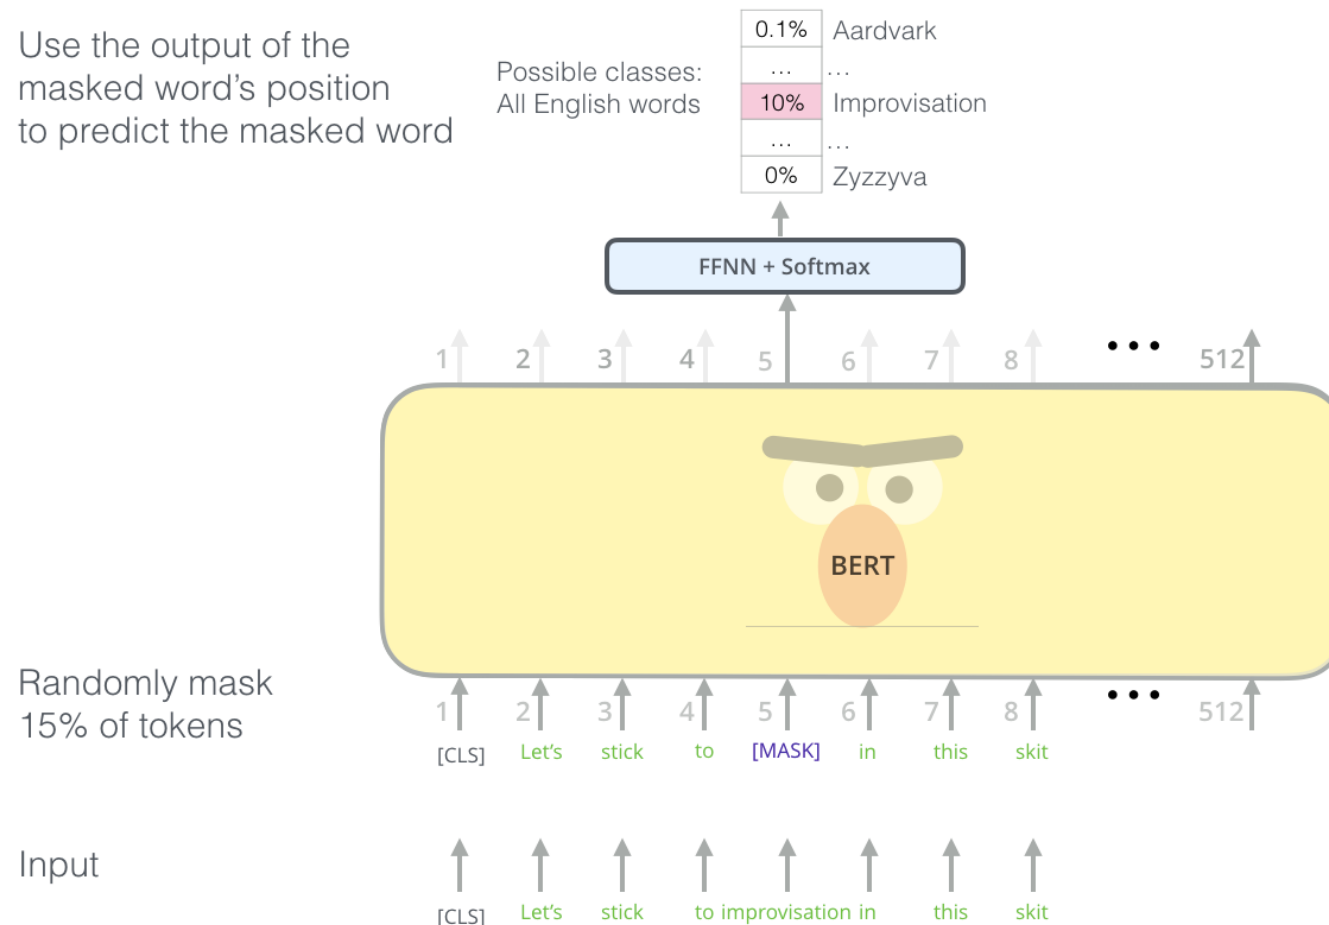 Use the output of the
masked word's position
to predict the masked word
Possible classes:
All English words
0.1% Aardvark
... ...
10% Improvisation
... ...
0% Zyzzyva
FFNN + Softmax
1 2 3 4 5 6 7 8 ... 512
BERT
Randomly mask
15% of tokens
1 2 3 4 5 6 7 8 ... 512
[CLS] Let's stick to [MASK] in this skit
Input
[CLS] Let's stick to improvisation in this skit